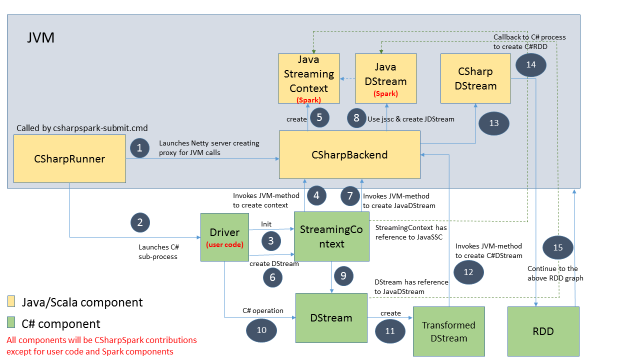 JVM
Callback to C# process
to create C#RDD
14
Java
Streaming
Context
(Spark)
Java
DStream
(Spark)
CSharp
DStream
create
5
8
Use jssc & create JDStream
13
Called by csharpspark-submit.cmd
CSharpRunner
1
Launches Netty server creating
proxy for JVM calls
CSharpBackend
Invokes JVM-method
to create context
4
7
Invokes JVM-method
to create JavaDStream
2
Launches C#
sub-process
Driver
(user code)
Init
3
create DStream
6
StreamingCo
ntext
StreamingContext has
reference to JavaSSC
Invokes JVM-method
to create C#DStream
12
15
Continue to the
above RDD graph
9
DStream has reference
to JavaDStream
C# operation
10
DStream
create
11
Transformed
DStream
RDD
Java/Scala component
C# component
All components will be CSharpSpark contributions
except for user code and Spark components